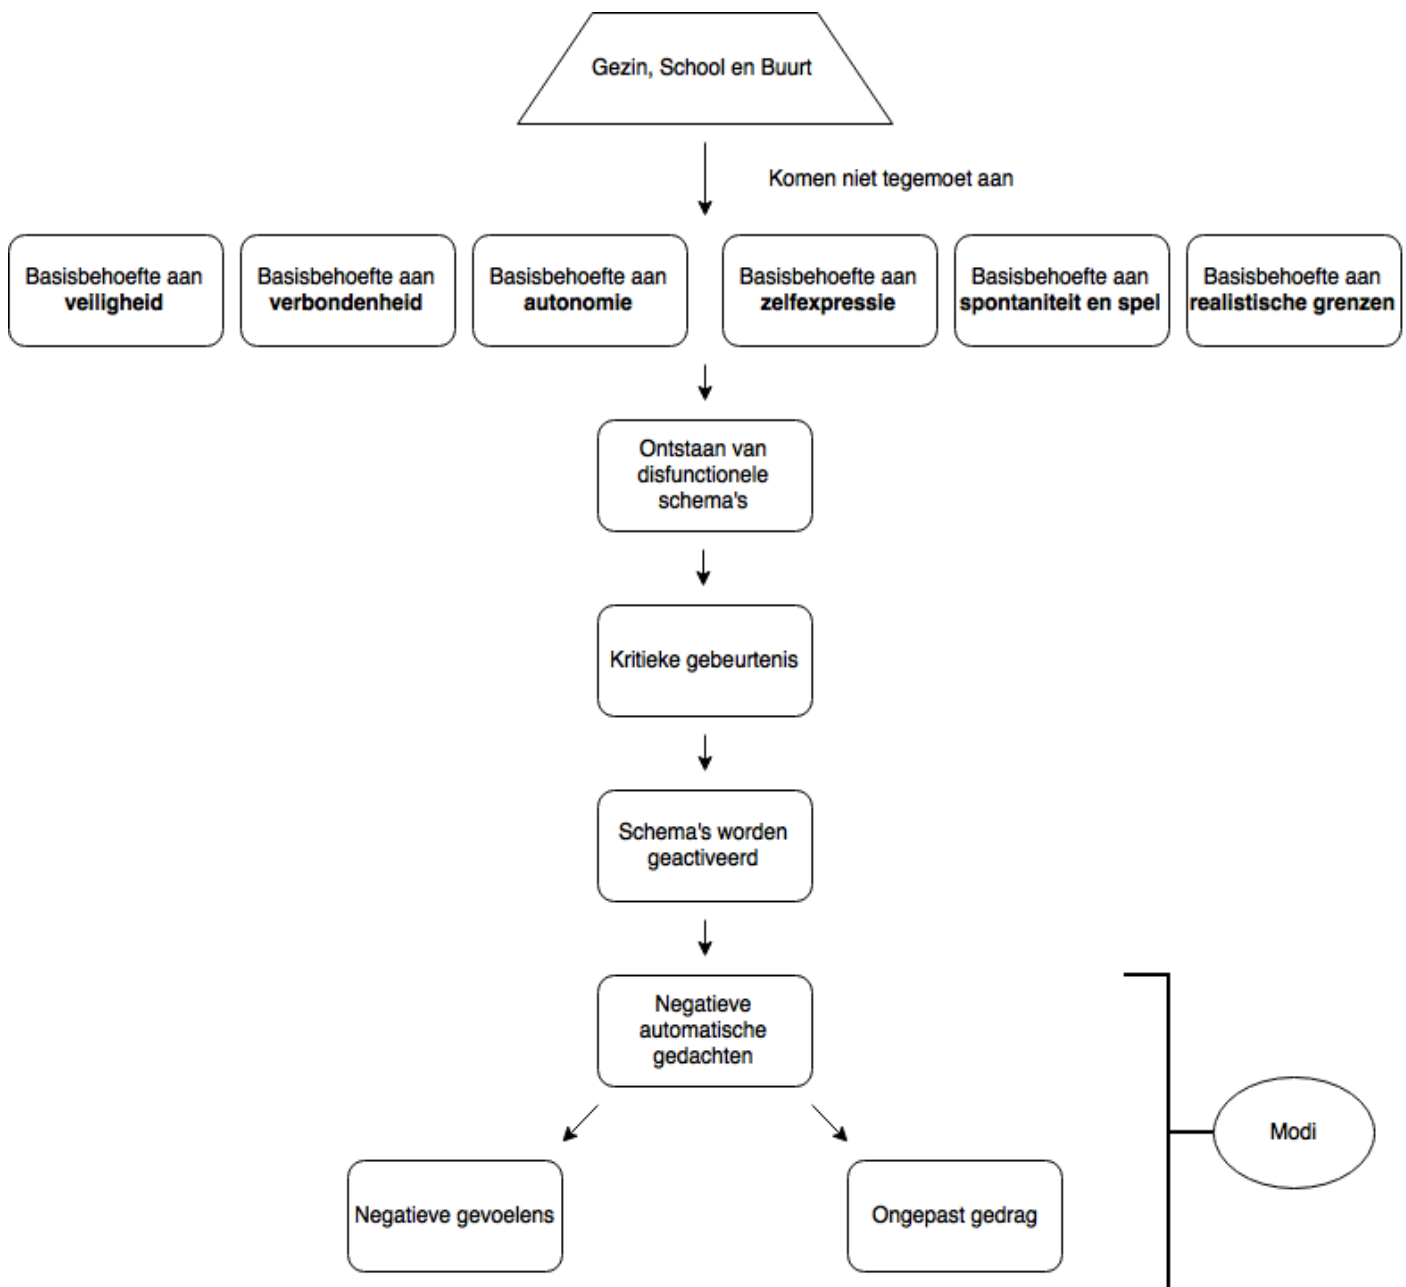 Gezin, School en Buurt
Komen niet tegemoet aan
Basisbehoefte aan
veiligheid
Basisbehoefte aan
verbondenheid
Basisbehoefte aan
autonomie
Basisbehoefte aan
zelfexpressie
Basisbehoefte aan
spontaniteit en spel
Basisbehoefte aan
realistische grenzen
Ontstaan van
disfunctionele
schema's
Kritieke gebeurtenis
Schema's worden
geactiveerd
Negatieve
automatische
gedachten
Modi
Negatieve gevoelens
Ongepast gedrag